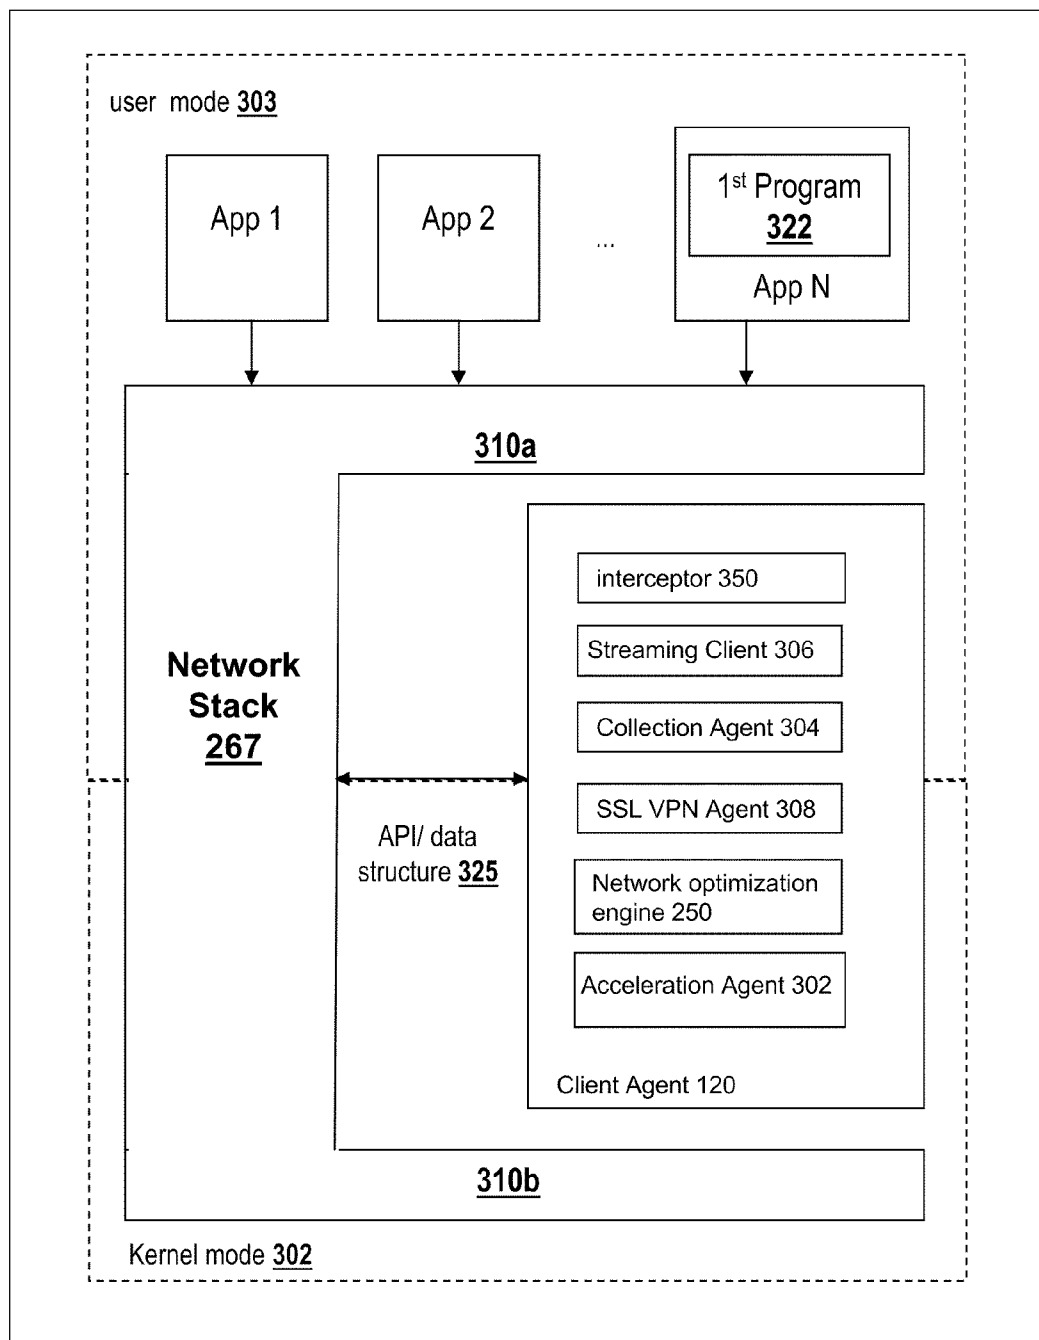 user mode 303
App 1
App 2
...
1st Program
322
App N
310a
Network
Stack
267
API/ data
structure 325
interceptor 350
Streaming Client 306
Collection Agent 304
SSL VPN Agent 308
Network optimization
engine 250
Acceleration Agent 302
Client Agent 120
310b
Kernel mode 302